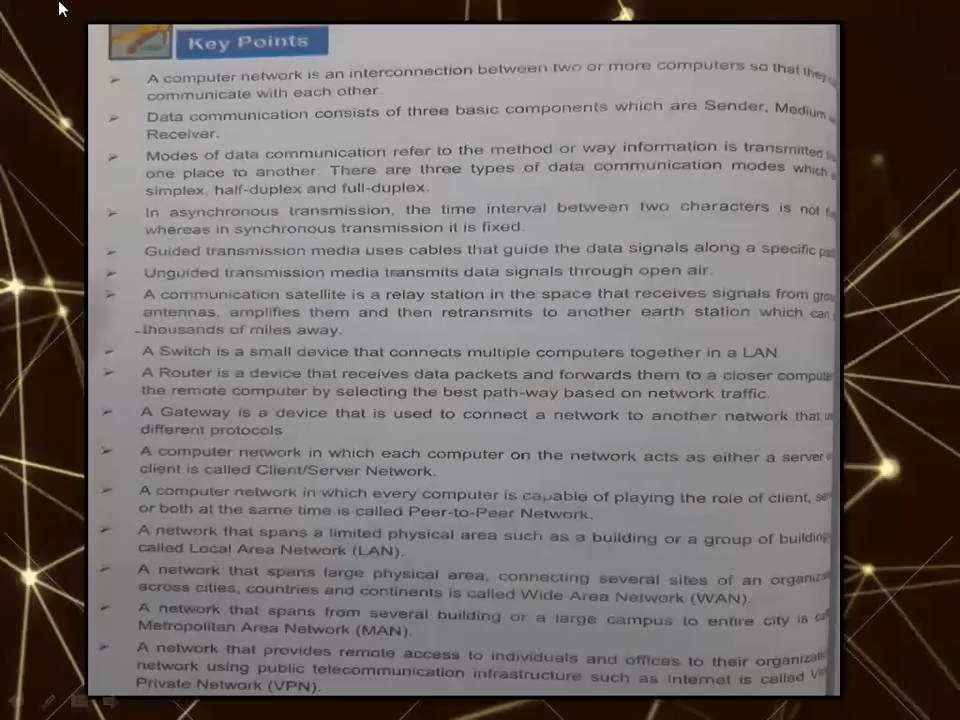 Key Points
➢ A computer network is an interconnection between two or more computers so that they
communicate with each other.
➢ Data communication consists of three basic components which are Sender, Medium
Receiver.
➢ Modes of data communication refer to the method or way information is transmitted
one place to another. There are three types of data communication modes which
simplex, half-duplex and full-duplex.
➢ In asynchronous transmission, the time interval between two characters is not
whereas in synchronous transmission it is fixed.
➢ Guided transmission media uses cables that guide the data signals along a specific
➢ Unguided transmission media transmits data signals through open air.
➢ A communication satellite is a relay station in the space that receives signals from
antennas, amplifies them and then retransmits to another earth station which can
thousands of miles away.
➢ A Switch is a small device that connects multiple computers together in a LAN.
➢ A Router is a device that receives data packets and forwards them to a closer
the remote computer by selecting the best path-way based on network traffic.
➢ A Gateway is a device that is used to connect a network to another network that
different protocols
➢ A computer network in which each computer on the network acts as either a server
client is called Client/Server Network.
➢ A computer network in which every computer is capable of playing the role of client,
or both at the same time is called Peer-to-Peer Network.
➢ A network that spans a limited physical area such as a building or a group of
called Local Area Network (LAN).
➢ A network that spans large physical area, connecting several sites of an
across cities, countries and continents is called Wide Area Network (WAN).
➢ A network that spans from several building or a large campus to entire city is
Metropolitan Area Network (MAN).
➢ A network that provides remote access to individuals and offices to their
network using public telecommunication infrastructure such as Internet is called
Private Network (VPN).